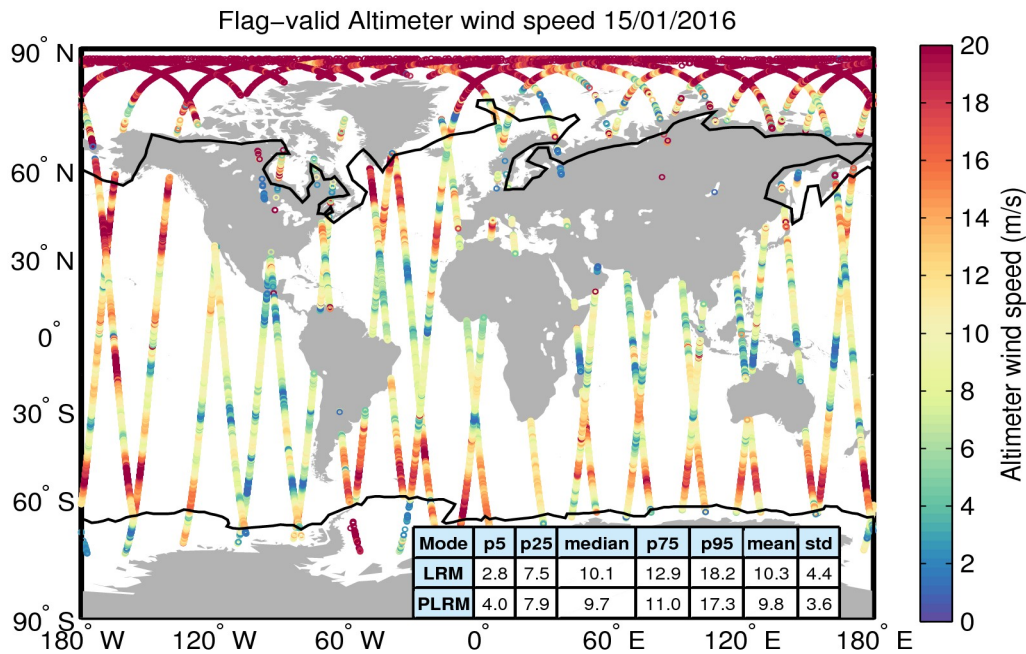 Flag−valid Altimeter wind speed 15/01/2016
90° N
60° N
30° N
0°
30° S
60° S
90° S
180° W
120° W
60° W
0°
60° E
120° E
180° E
Mode p5 p25 median p75 p95 mean std
LRM 2.8 7.5 10.1 12.9 18.2 10.3 4.4
PLRM 4.0 7.9 9.7 11.0 17.3 9.8 3.6
20
18
16
14
12
10
8
6
4
2
0
Altimeter wind speed (m/s)